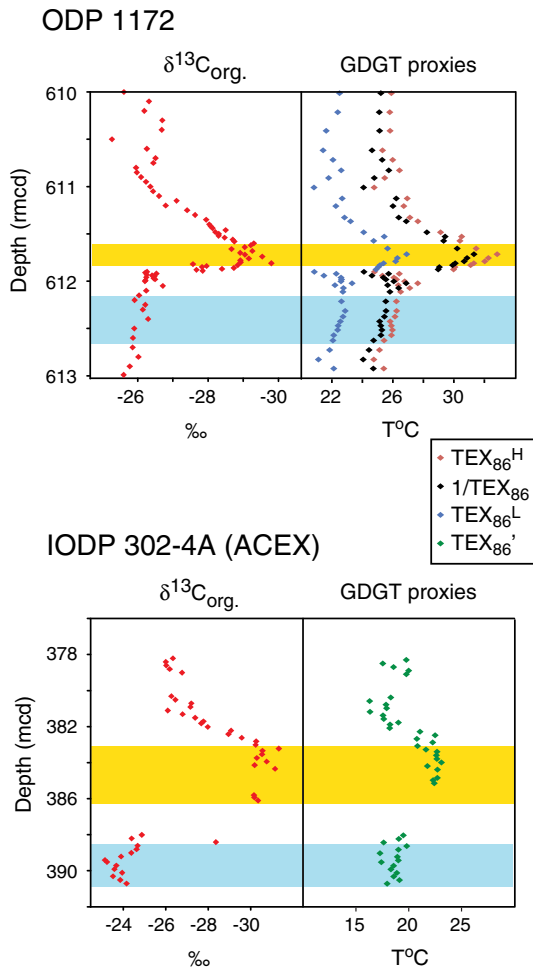 ODP 1172
δ13Corg.
GDGT proxies
Depth (rmcd)
610
611
612
613
-26 -28 -30
22 26 30
‰
ToC
TEX86H
1/TEX86
TEX86L
TEX86'
IODP 302-4A (ACEX)
δ13Corg.
GDGT proxies
Depth (mcd)
378
382
386
390
-24 -26 -28 -30
15 20 25
‰
ToC